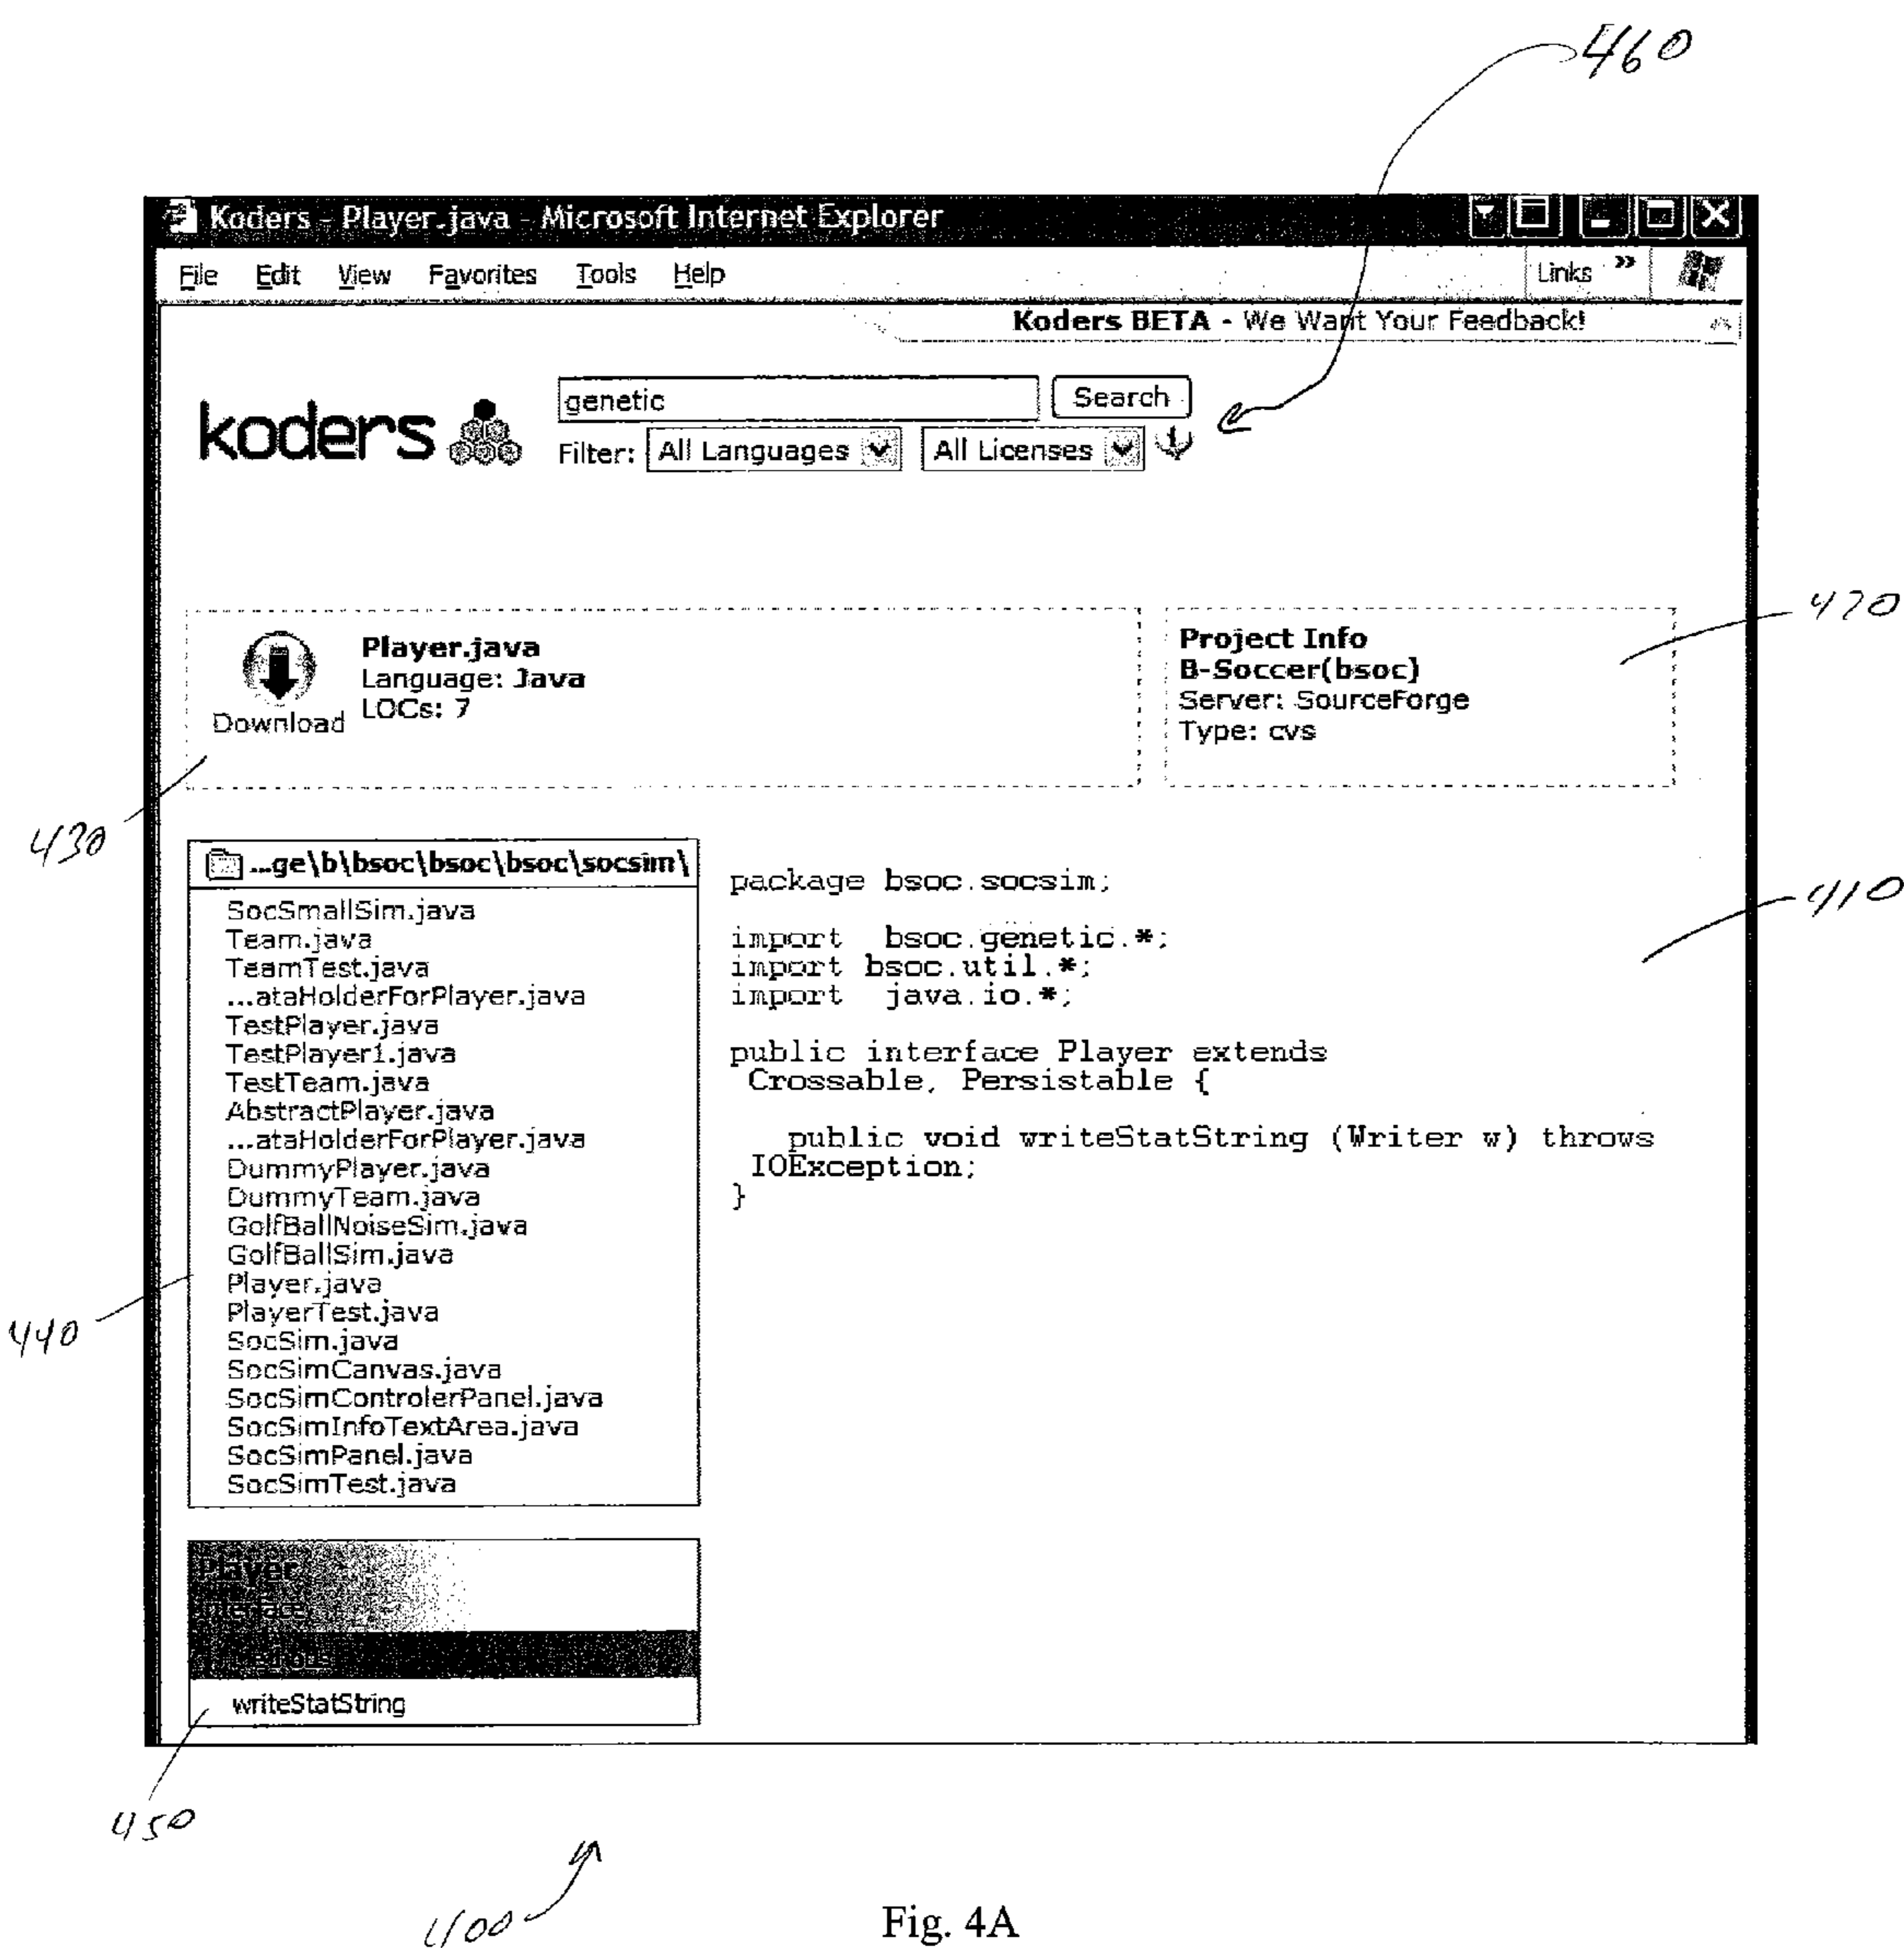 460
Koders - Player.java - Microsoft Internet Explorer
File Edit View Favorites Tools Help Links »
Koders BETA - We Want Your Feedback!
genetic Search
koders
Filter: All Languages All Licenses
420
Player.java
Language: Java
LOCs: 7
Download
Project Info
B-Soccer(bsoc)
Server: SourceForge
Type: cvs
430
...ge\b\bsoc\bsoc\bsoc\socsim\
SocSmallSim.java
Team.java
TeamTest.java
...ataHolderForPlayer.java
TestPlayer.java
TestPlayer1.java
TestTeam.java
AbstractPlayer.java
...ataHolderForPlayer.java
DummyPlayer.java
DummyTeam.java
GolfBallNoiseSim.java
GolfBallSim.java
Player.java
PlayerTest.java
SocSim.java
SocSimCanvas.java
SocSimControlerPanel.java
SocSimInfoTextArea.java
SocSimPanel.java
SocSimTest.java
440
package bsoc.socsim;
import bsoc.genetic.*;
import bsoc.util.*;
import java.io.*;
public interface Player extends
Crossable, Persistable {
public void writeStatString (Writer w) throws
IOException;
}
410
Player
Interface
writeStatString
450
400
Fig. 4A